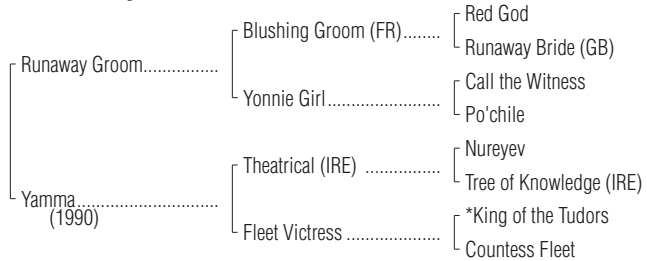 Red God
Blushing Groom (FR)........
Runaway Bride (GB)
Runaway Groom................
Call the Witness
Yonnie Girl........................
Po'chile
Nureyev
Theatrical (IRE) ................
Tree of Knowledge (IRE)
Yamma..............................
(1990)
*King of the Tudors
Fleet Victress ....................
Countess Fleet